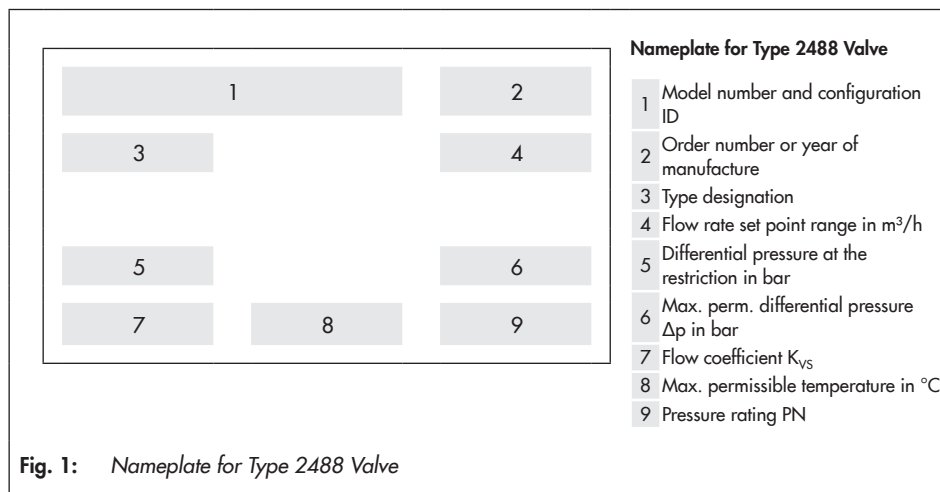 1
2
3
4
5
6
7
8
9
Nameplate for Type 2488 Valve
1 Model number and configuration
ID
2 Order number or year of
manufacture
3 Type designation
4 Flow rate set point range in m³/h
5 Differential pressure at the
restriction in bar
6 Max. perm. differential pressure
Δp in bar
7 Flow coefficient KVS
8 Max. permissible temperature in °C
9 Pressure rating PN
Fig. 1: Nameplate for Type 2488 Valve